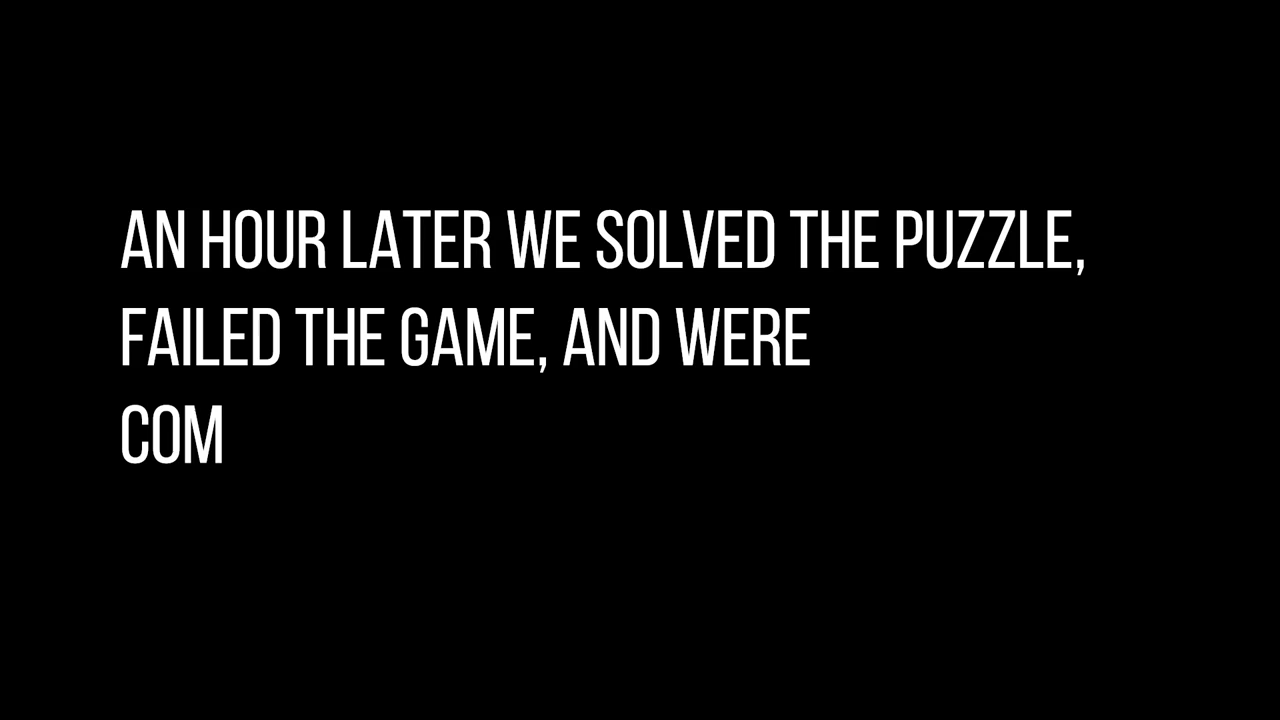 AN HOUR LATER WE SOLVED THE PUZZLE,
FAILED THE GAME, AND WERE
COM